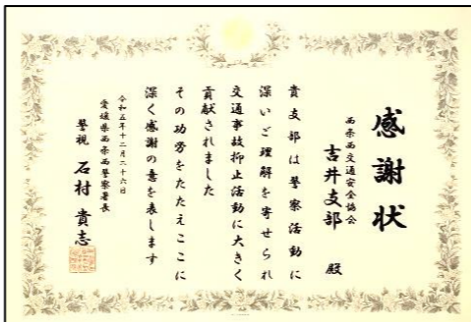 感謝状
西条西交通安全協会
吉井支部 殿
貴支部は警察活動に
深いご理解を寄せられ
交通事故抑止活動に大きく
貢献されました
その功労をたたえここに
深く感謝の意を表します
令和五年十二月二十六日
愛媛県西条西警察署長
警視 石村貴志